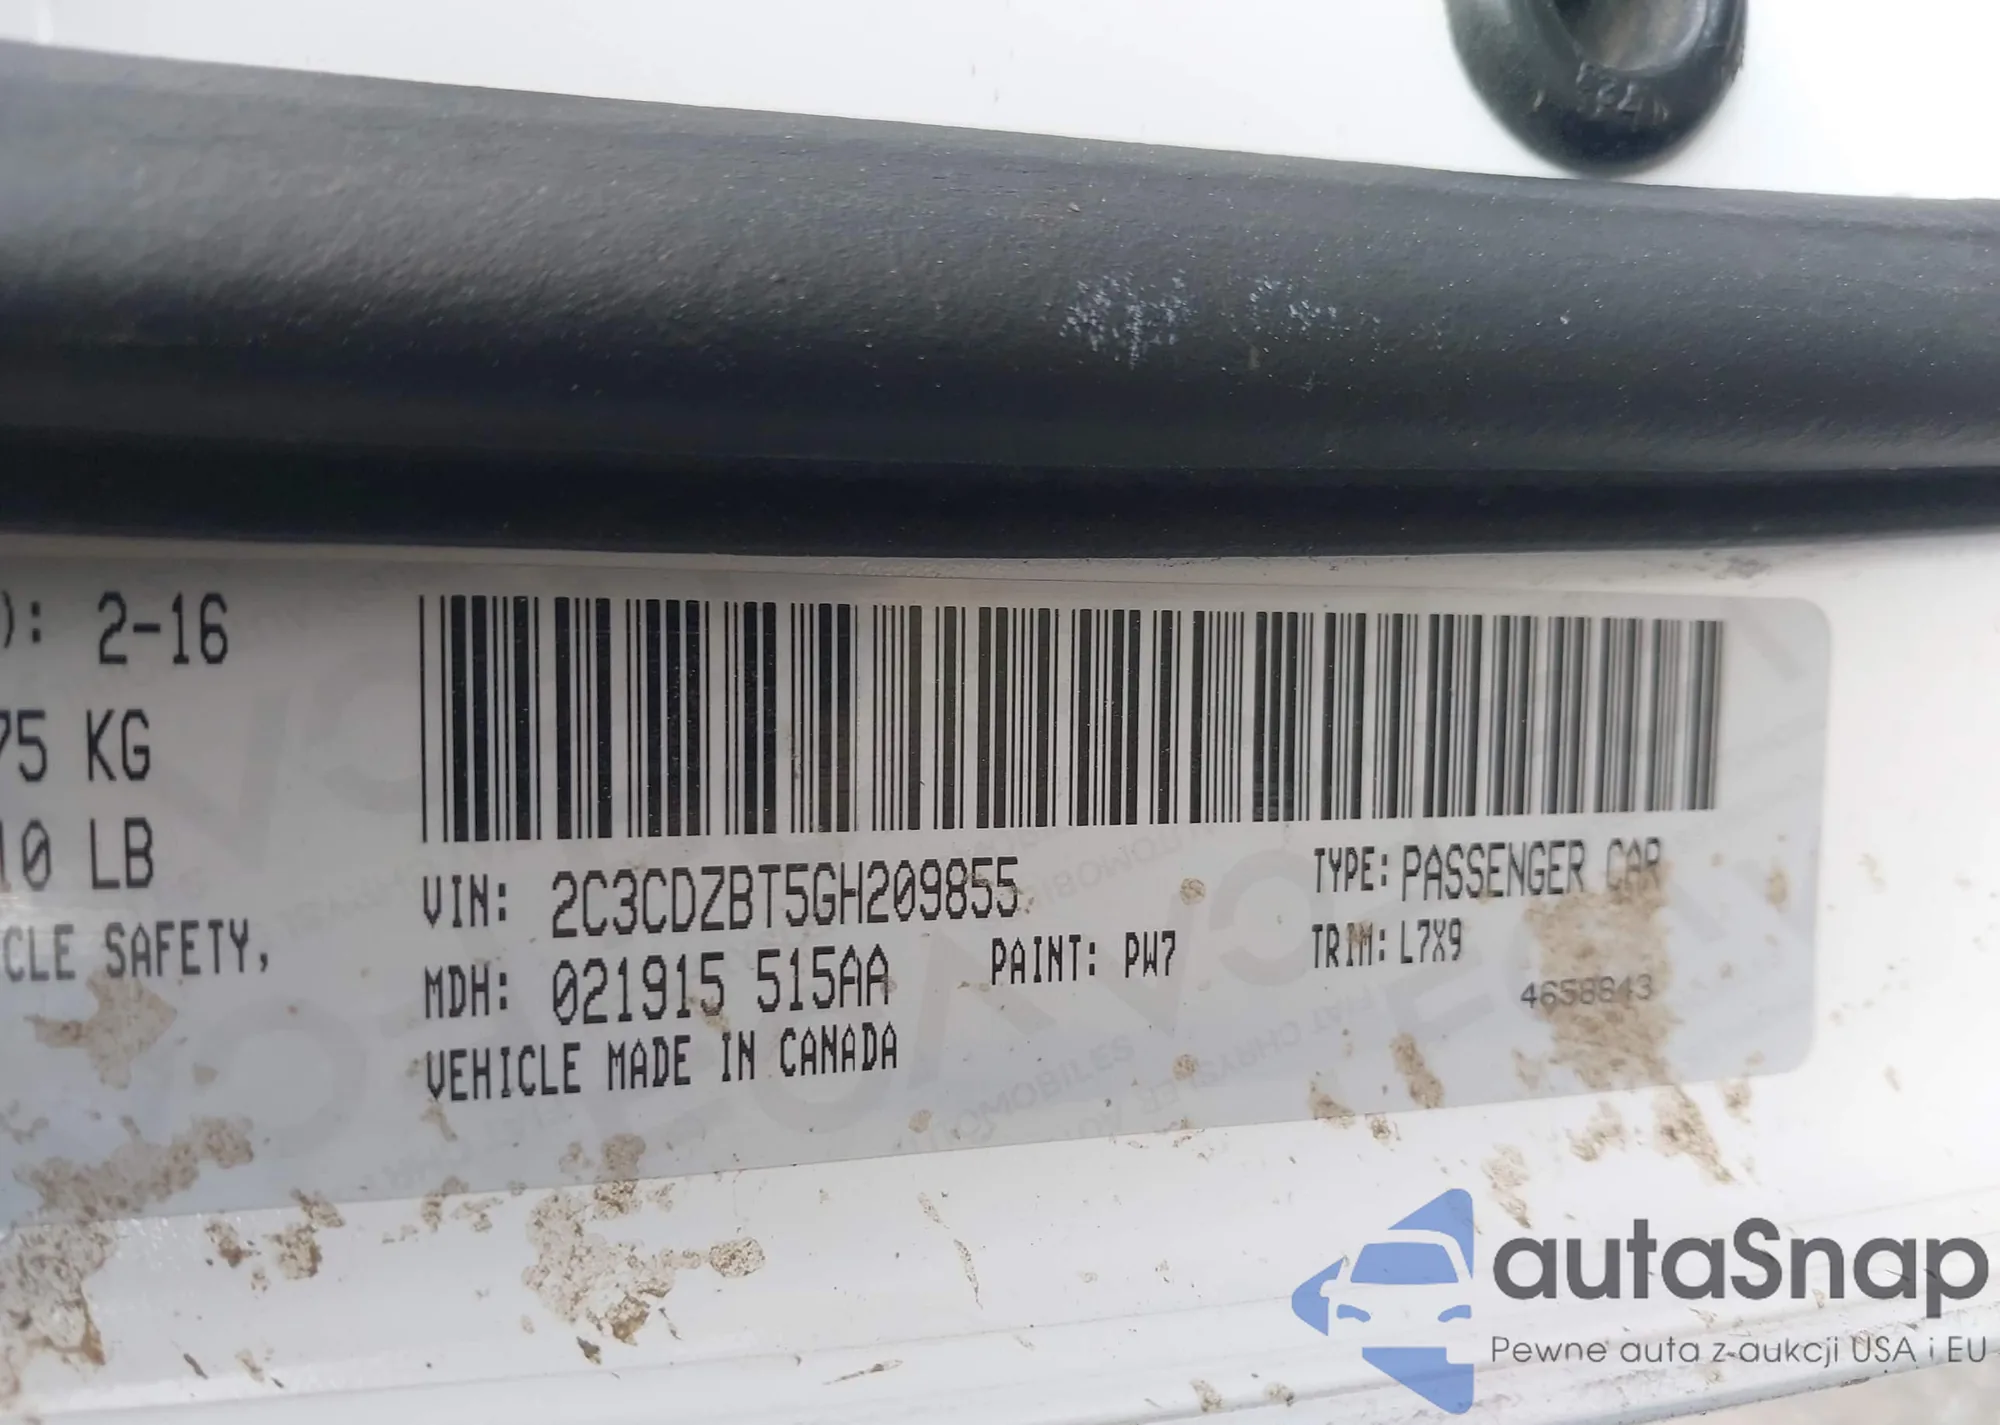 ): 2-16
75 KG
10 LB
CLE SAFETY,
VIN: 2C3CDZBT5GH209855
TYPE: PASSENGER CAR
MDH: 021915 515AA
PAINT: PW7
TRIM: L7X9
VEHICLE MADE IN CANADA
4658843
autaSnap
Pewne auta z aukcji USA i EU